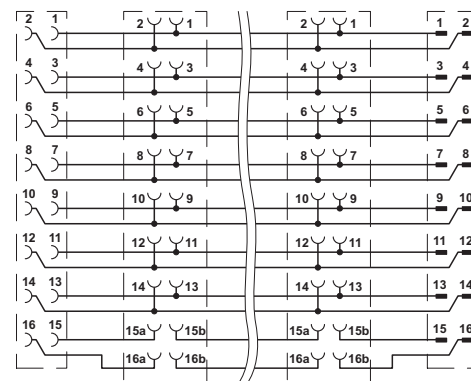 2 1 2 1 2 1 1 2
4 3 4 3 4 3 3 4
6 5 6 5 6 5 5 6
8 7 8 7 8 7 7 8
10 9 10 9 10 9 9 10
12 11 12 11 12 11 11 12
14 13 14 13 14 13 13 14
16 15 15a 15b 15a 15b 15 16
16a 16b 16a 16b